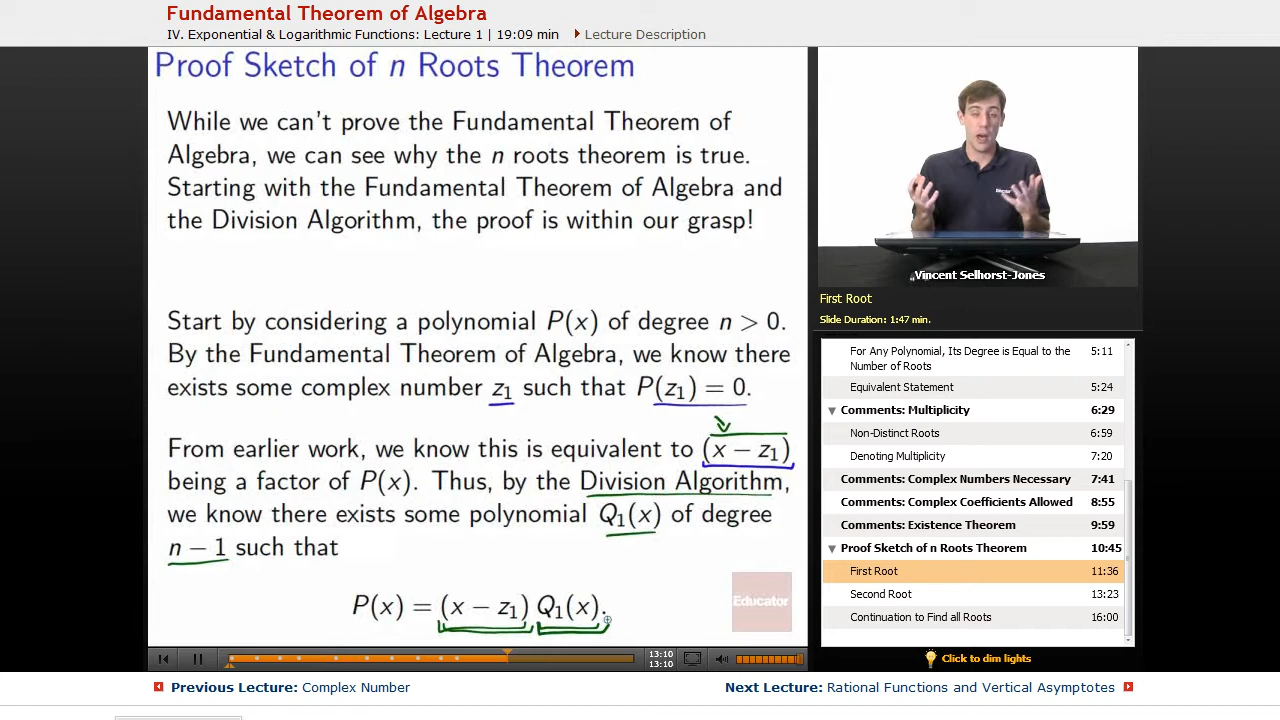 Fundamental Theorem of Algebra
IV. Exponential & Logarithmic Functions: Lecture 1 | 19:09 min
Lecture Description
Proof Sketch of n Roots Theorem
While we can't prove the Fundamental Theorem of
Algebra, we can see why the n roots theorem is true.
Starting with the Fundamental Theorem of Algebra and
the Division Algorithm, the proof is within our grasp!
Start by considering a polynomial P(x) of degree n > 0.
By the Fundamental Theorem of Algebra, we know there
exists some complex number z₁ such that P(z₁) = 0.
From earlier work, we know this is equivalent to (x − z₁)
being a factor of P(x). Thus, by the Division Algorithm,
we know there exists some polynomial Q₁(x) of degree
n − 1 such that
P(x) = (x − z₁) Q₁(x).
Educator
Educator
Vincent Selhorst-Jones
First Root
Slide Duration: 1:47 min.
For Any Polynomial, Its Degree is Equal to the Number of Roots 5:11
Equivalent Statement 5:24
Comments: Multiplicity 6:29
Non-Distinct Roots 6:59
Denoting Multiplicity 7:20
Comments: Complex Numbers Necessary 7:41
Comments: Complex Coefficients Allowed 8:55
Comments: Existence Theorem 9:59
Proof Sketch of n Roots Theorem 10:45
First Root 11:36
Second Root 13:23
Continuation to Find all Roots 16:00
13:10
13:10
Click to dim lights
Previous Lecture: Complex Number
Next Lecture: Rational Functions and Vertical Asymptotes